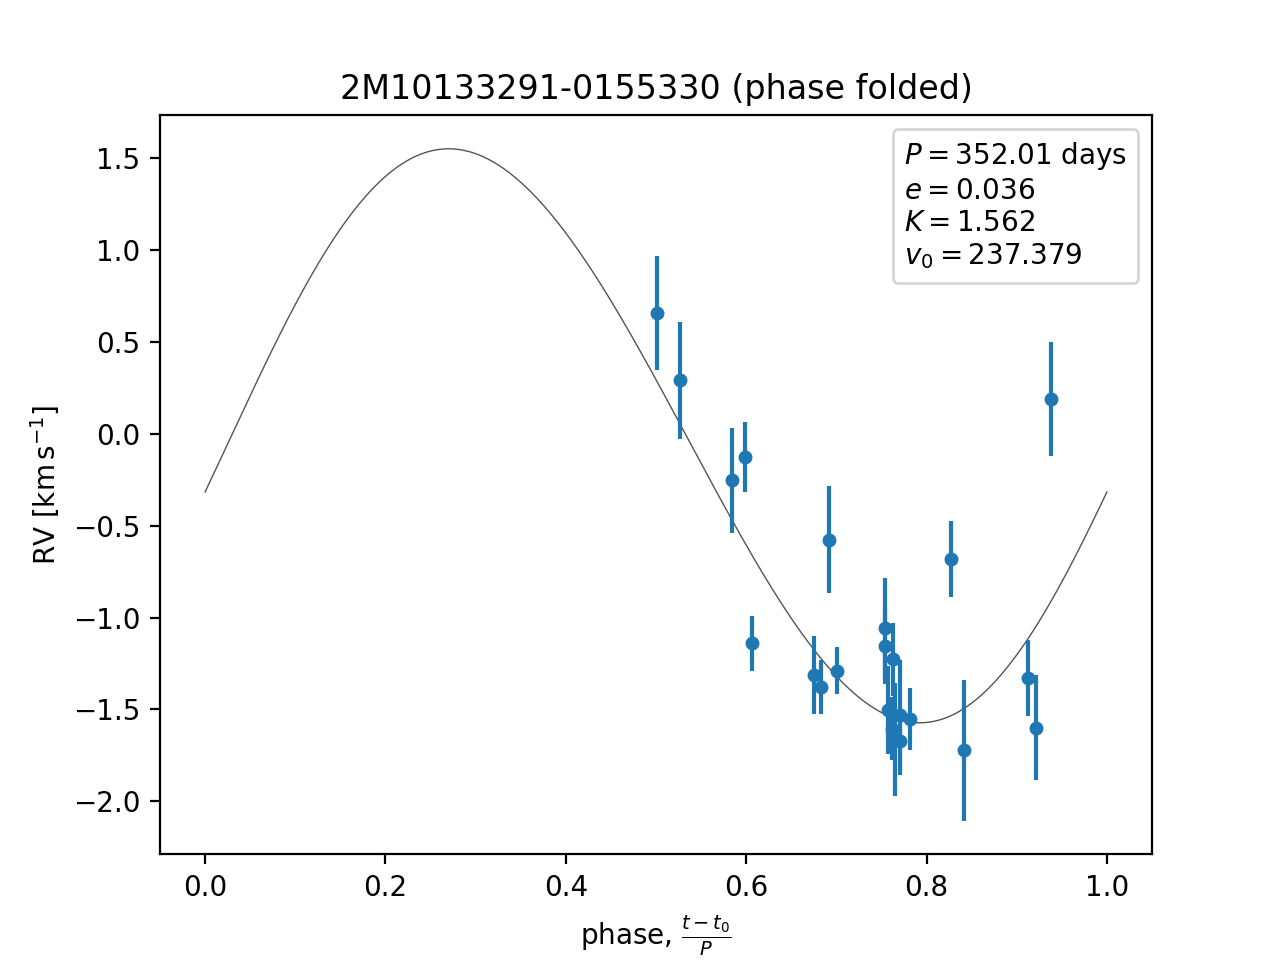 2M10133291-0155330 (phase folded)
P = 352.01 days
e = 0.036
K = 1.562
v₀ = 237.379
1.5
1.0
0.5
0.0
−0.5
−1.0
−1.5
−2.0
RV [km s⁻¹]
0.0 0.2 0.4 0.6 0.8 1.0
phase, (t − t₀)/P